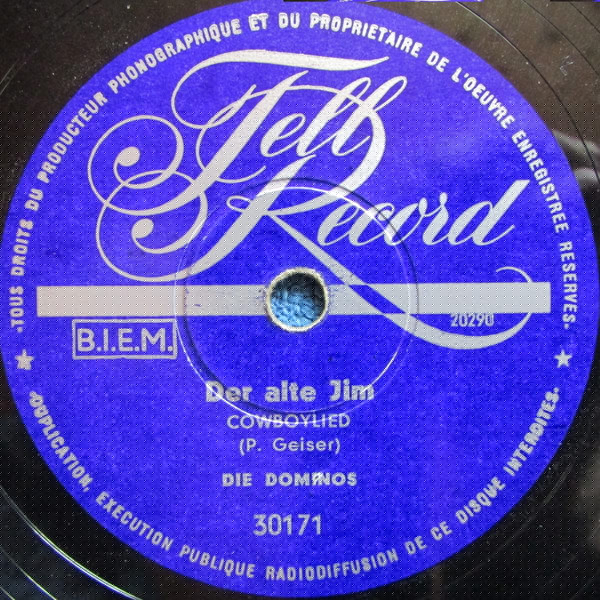 ·TOUS DROITS DU PRODUCTEUR PHONOGRAPHIQUE ET DU PROPRIETAIRE DE L'OEUVRE ENREGISTREE RESERVES.
Tell
Record
20290
B.I.E.M.
Der alte Jim
COWBOYLIED
(P. Geiser)
DIE DOMINOS
30171
·DUPLICATION, EXECUTION PUBLIQUE RADIODIFFUSION DE CE DISQUE INTERDITES.